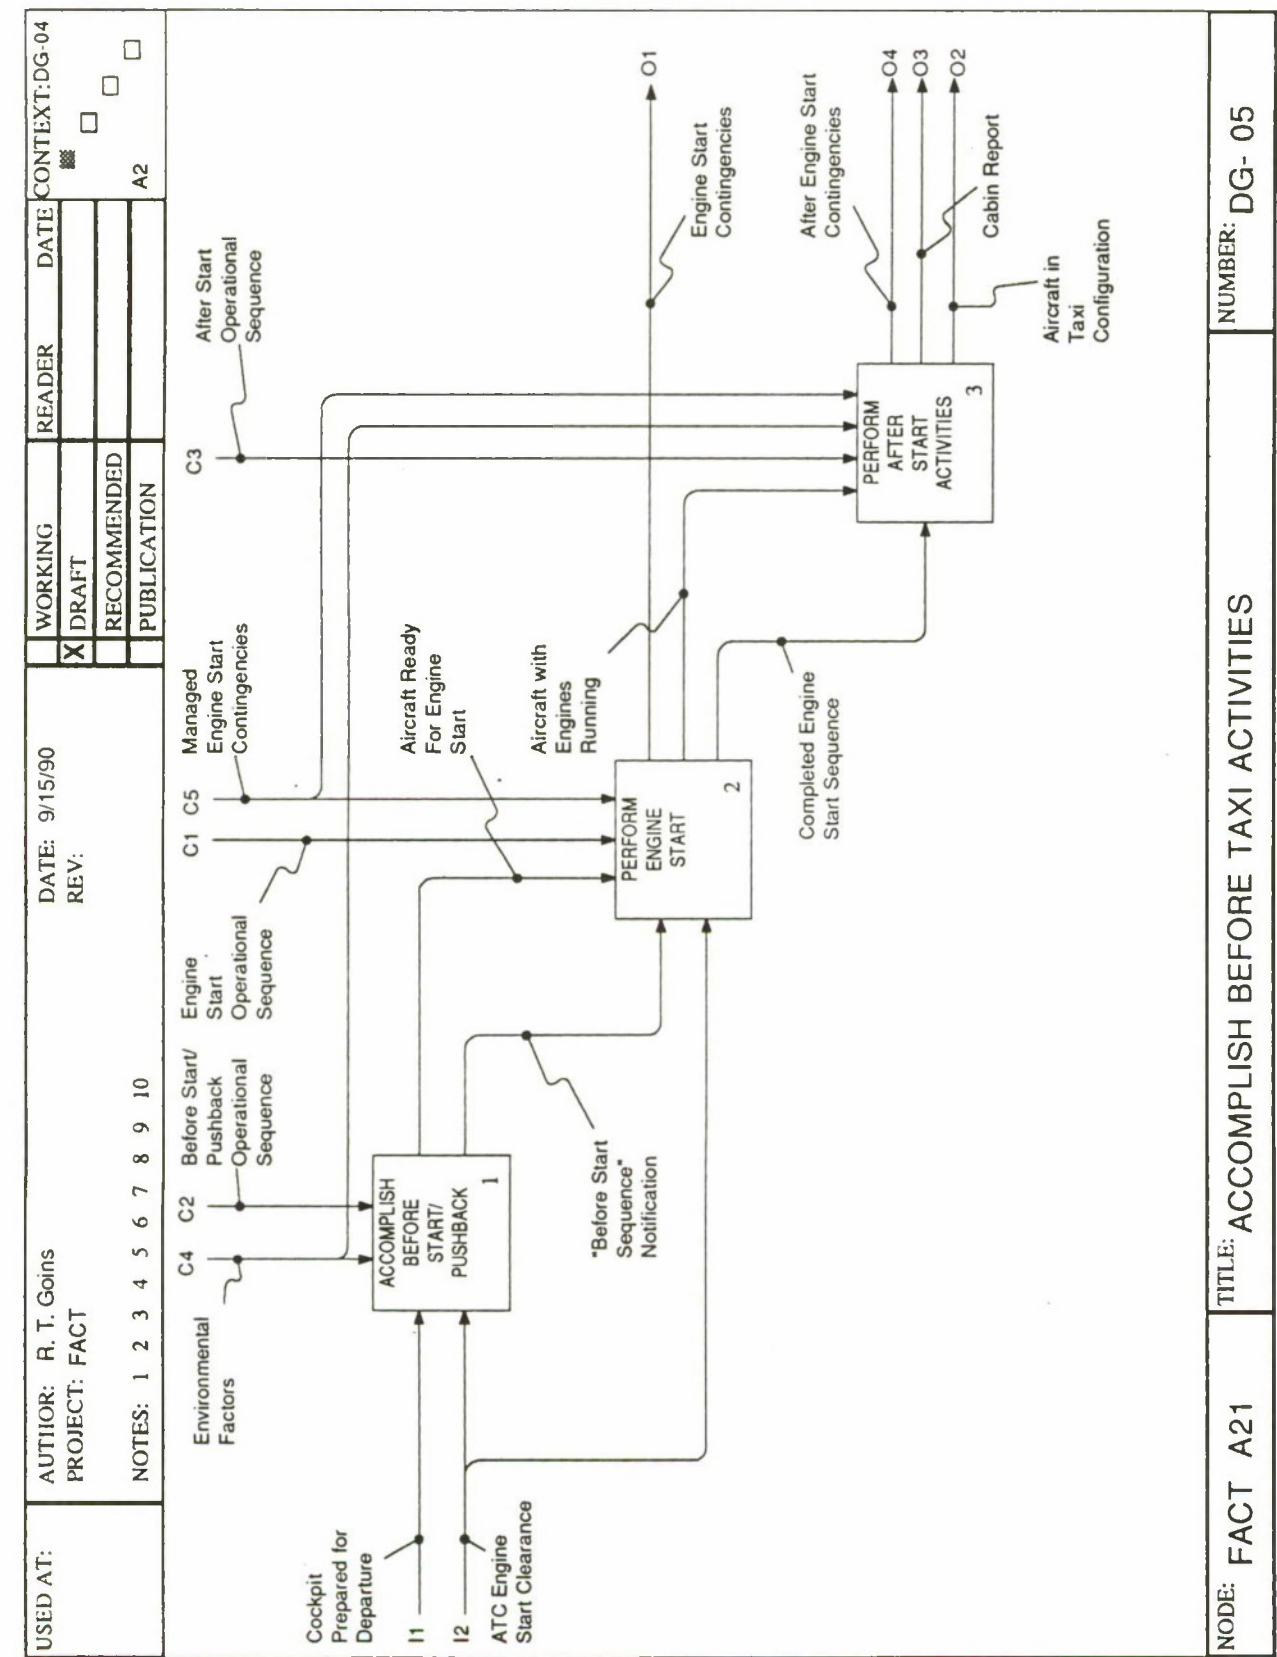 USED AT:
AUTHOR: R. T. Goins
PROJECT: FACT
NOTES: 1 2 3 4 5 6 7 8 9 10
DATE: 9/15/90
REV:
WORKING
X DRAFT
RECOMMENDED
PUBLICATION
READER DATE
CONTEXT:DG-04
A2
C4
Environmental
Factors
C2
Before Start/
Pushback
Operational
Sequence
C1
Engine
Start
Operational
Sequence
C5
Managed
Engine Start
Contingencies
C3
After Start
Operational
Sequence
Cockpit
Prepared for
Departure
I1
I2
ATC Engine
Start Clearance
ACCOMPLISH
BEFORE
START/
PUSHBACK
1
Aircraft Ready
For Engine
Start
"Before Start
Sequence"
Notification
PERFORM
ENGINE
START
2
Aircraft with
Engines
Running
Completed Engine
Start Sequence
O1
Engine Start
Contingencies
PERFORM
AFTER
START
ACTIVITIES
3
After Engine Start
Contingencies
O4
O3
O2
Cabin Report
Aircraft in
Taxi
Configuration
NODE: FACT A21
TITLE: ACCOMPLISH BEFORE TAXI ACTIVITIES
NUMBER: DG- 05